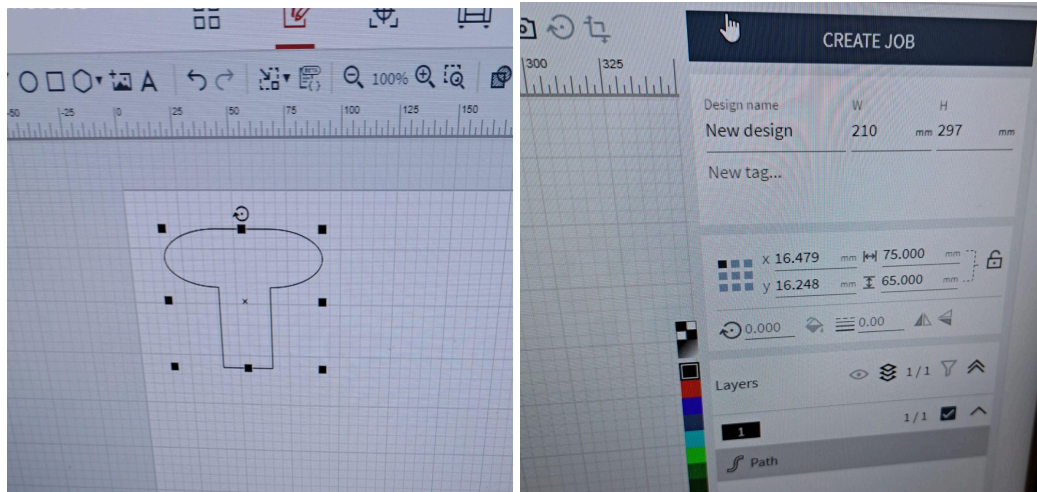 100%
-50 -25 0 25 50 75 100 125 150
300 325
CREATE JOB
Design name W H
New design 210 mm 297 mm
New tag...
x 16.479 mm 75.000 mm
y 16.248 mm 65.000 mm
0.000 0.00
Layers 1/1
1 1/1
Path